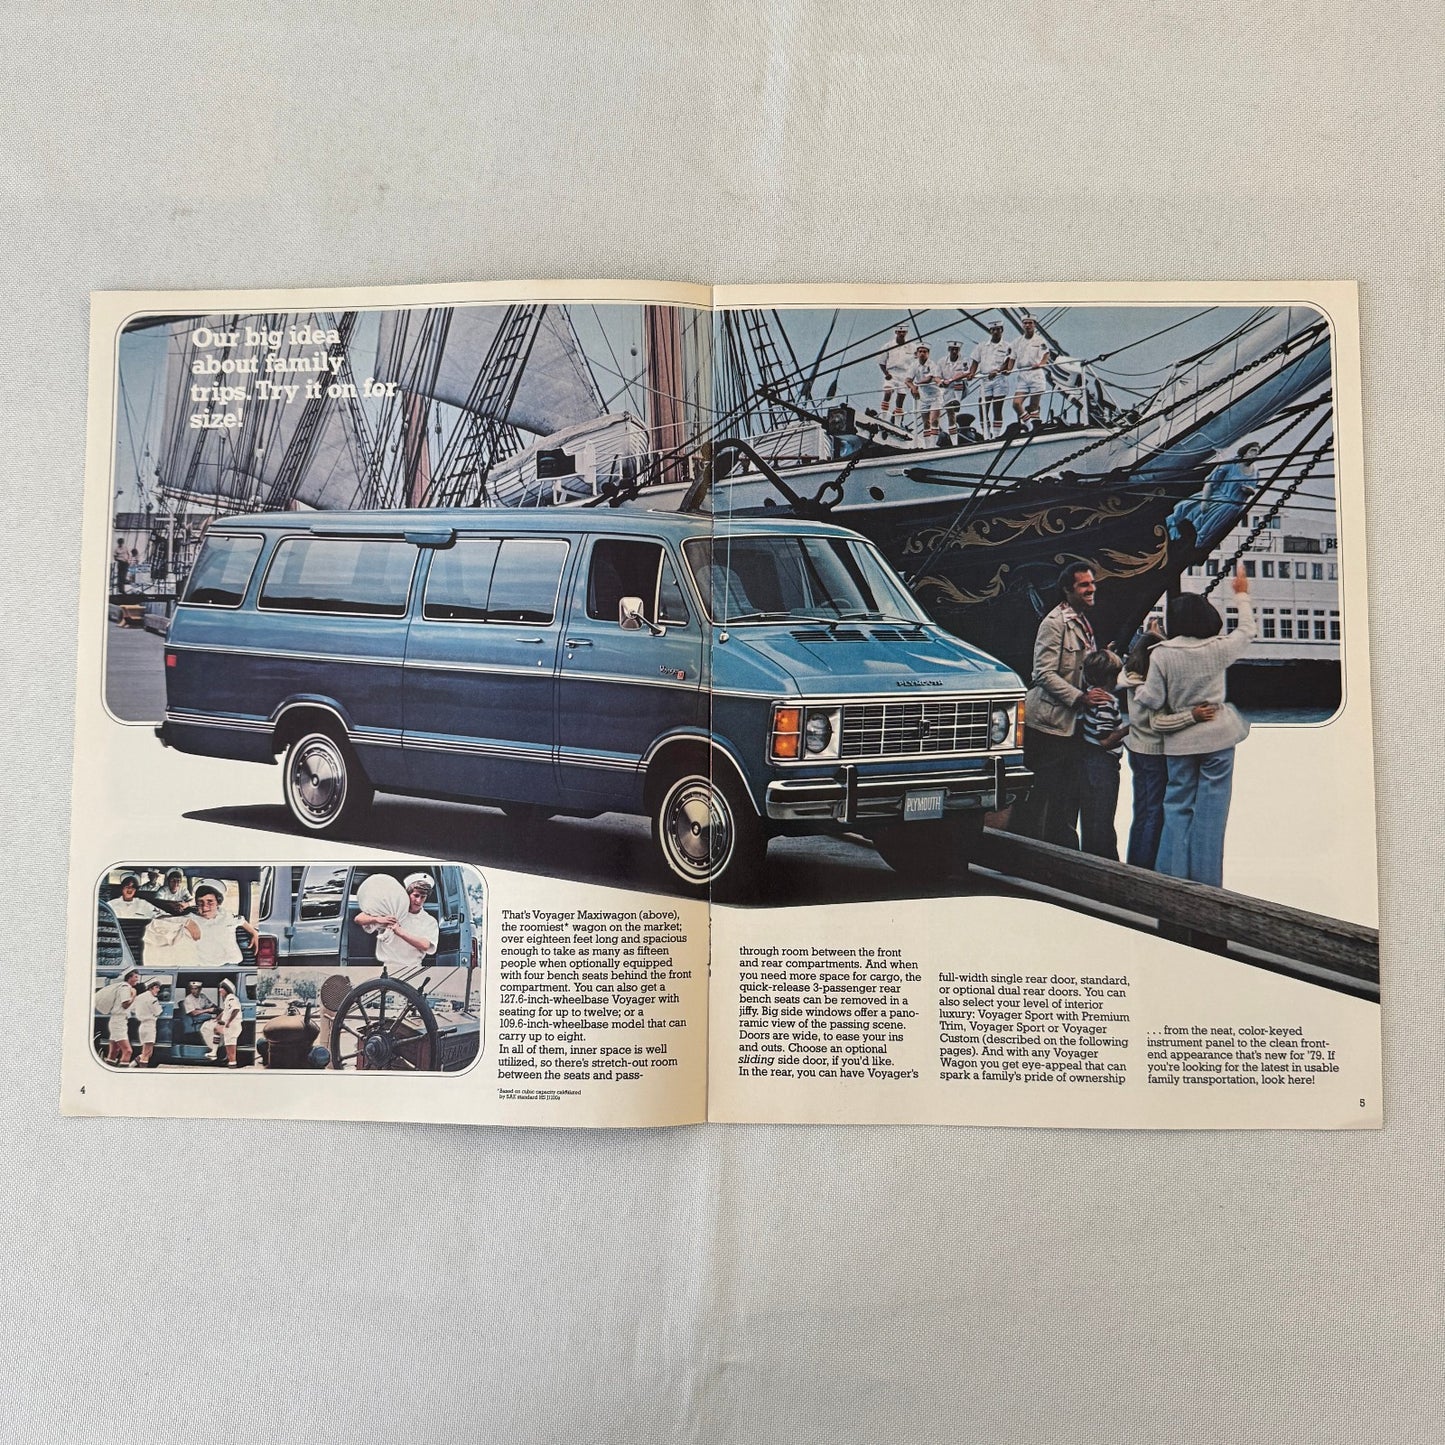 Our big idea
about family
trips. Try it on for
size!
PLYMOUTH
Voyager
PLYMOUTH
BE
That's Voyager Maxiwagon (above),
the roomiest* wagon on the market;
over eighteen feet long and spacious
enough to take as many as fifteen
people when optionally equipped
with four bench seats behind the front
compartment. You can also get a
127.6-inch-wheelbase Voyager with
seating for up to twelve; or a
109.6-inch-wheelbase model that can
carry up to eight.
In all of them, inner space is well
utilized, so there's stretch-out room
between the seats and pass-
*Based on cubic capacity calculated
by SAE standard HS J1100a
4
through room between the front
and rear compartments. And when
you need more space for cargo, the
quick-release 3-passenger rear
bench seats can be removed in a
jiffy. Big side windows offer a pano-
ramic view of the passing scene.
Doors are wide, to ease your ins
and outs. Choose an optional
sliding side door, if you'd like.
In the rear, you can have Voyager's
full-width single rear door, standard,
or optional dual rear doors. You can
also select your level of interior
luxury: Voyager Sport with Premium
Trim, Voyager Sport or Voyager
Custom (described on the following
pages). And with any Voyager
Wagon you get eye-appeal that can
spark a family's pride of ownership
. . . from the neat, color-keyed
instrument panel to the clean front-
end appearance that's new for '79. If
you're looking for the latest in usable
family transportation, look here!
5